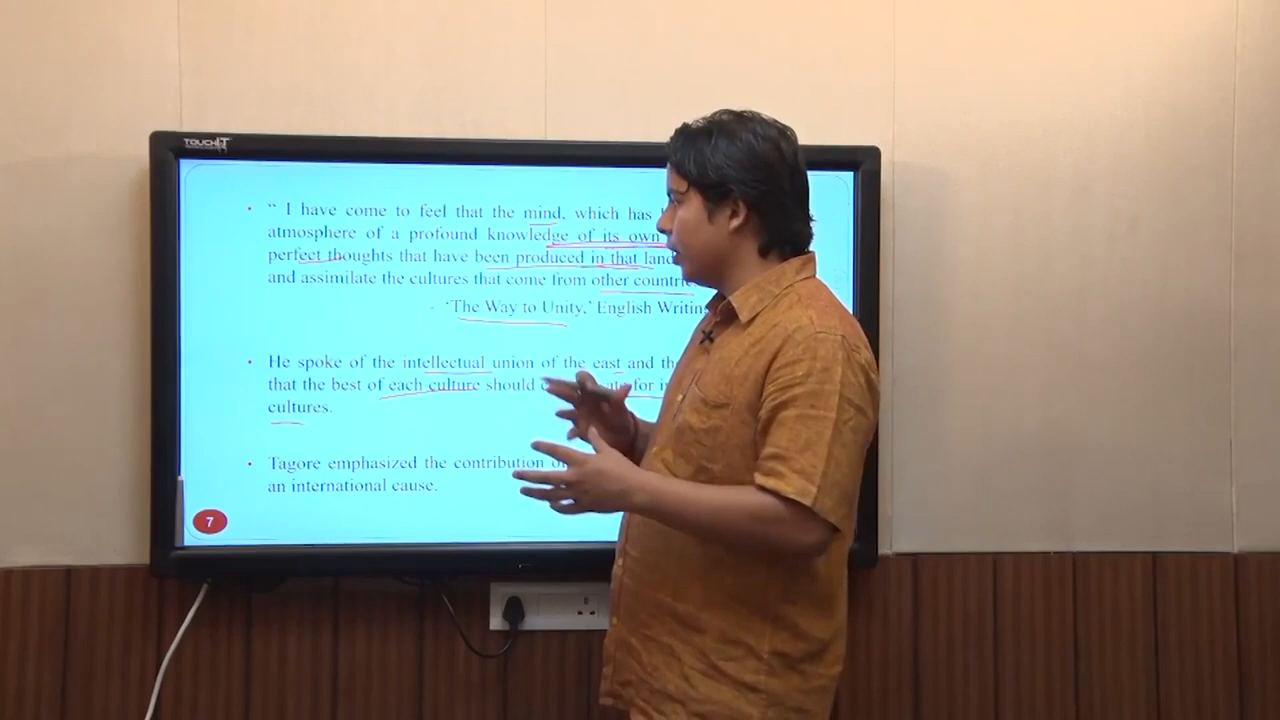 TOUCHIT
• “ I have come to feel that the mind, which has
atmosphere of a profound knowledge of its own
perfect thoughts that have been produced in that land
and assimilate the cultures that come from other
- ‘The Way to Unity,’ English
• He spoke of the intellectual union of the east and
that the best of each culture should for
cultures.
• Tagore emphasized the contribution
an international cause.
7